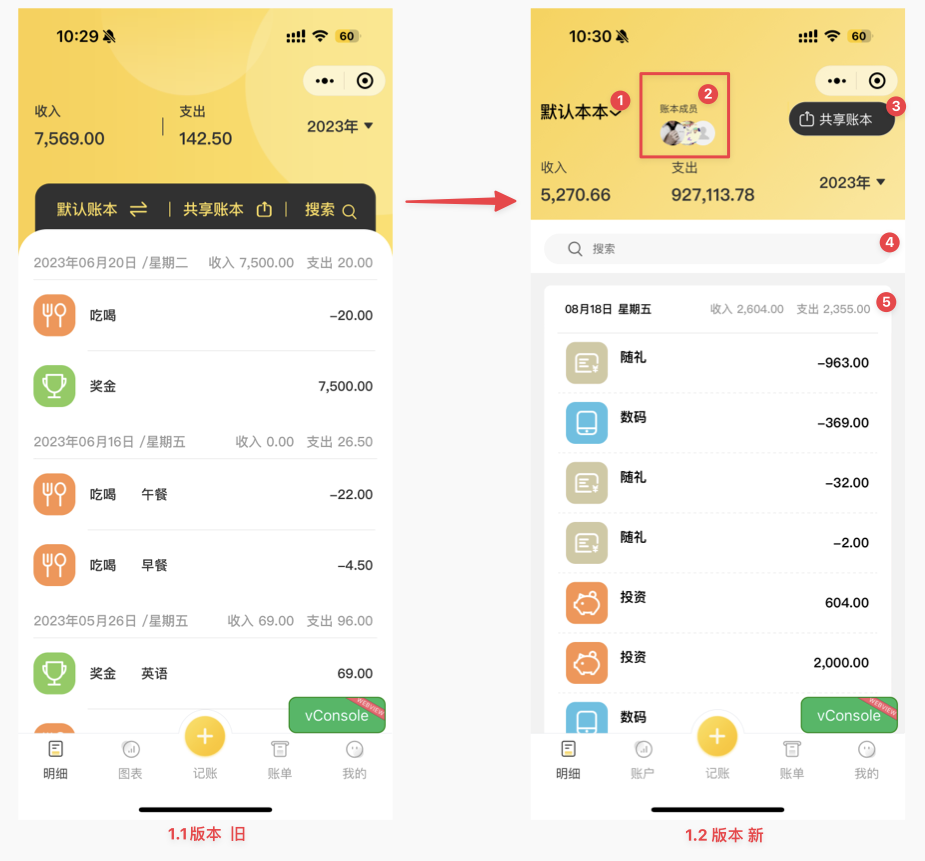 10:29
60
收入
7,569.00
支出
142.50
2023年
默认账本
共享账本
搜索
2023年06月20日 /星期二 收入 7,500.00 支出 20.00
吃喝 -20.00
奖金 7,500.00
2023年06月16日 /星期五 收入 0.00 支出 26.50
吃喝 午餐 -22.00
吃喝 早餐 -4.50
2023年05月26日 /星期五 收入 69.00 支出 96.00
奖金 英语 69.00
vConsole
WEBVIEW
明细 图表 记账 账单 我的
1.1版本 旧
10:30
60
默认本本
1
账本成员
2
共享账本
3
收入
5,270.66
支出
927,113.78
2023年
搜索
4
08月18日 星期五 收入 2,604.00 支出 2,355.00
5
随礼 -963.00
数码 -369.00
随礼 -32.00
随礼 -2.00
投资 604.00
投资 2,000.00
数码
vConsole
WEBVIEW
明细 账户 记账 账单 我的
1.2 版本 新